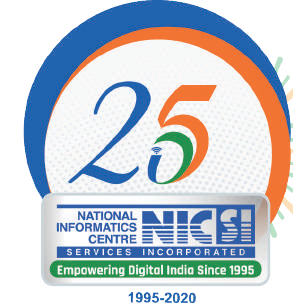 25
NATIONAL
INFORMATICS
CENTRE
NICSI
SERVICES INCORPORATED
Empowering Digital India Since 1995
1995-2020